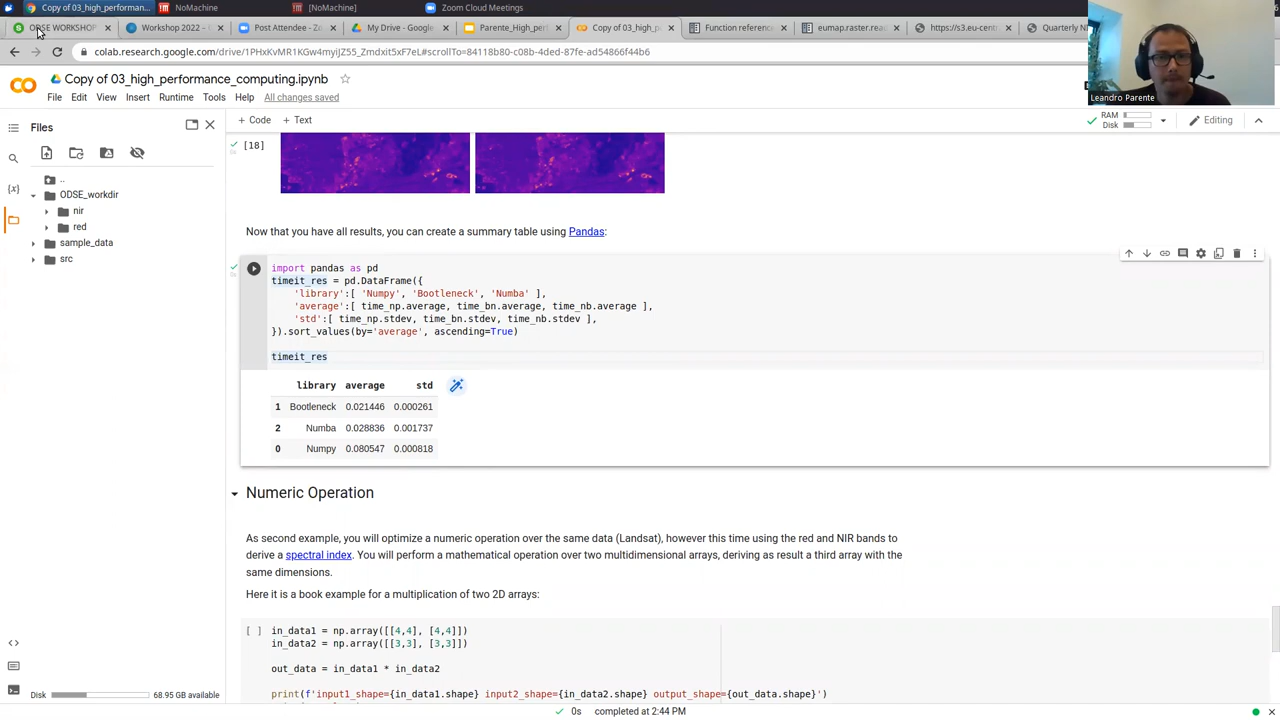 Copy of 03_high_performanc
NoMachine
[NoMachine]
Zoom Cloud Meetings
ODSE WORKSHOP
Workshop 2022 –
Post Attendee - Z
My Drive - Google
Parente_High_per
Copy of 03_high_
Function reference
eumap.raster.read
https://s3.eu-cent
Quarterly N
colab.research.google.com/drive/1PHxKvMR1KGw4myiJZ55_Zmdxit5xF7eL#scrollTo=84118b81-c08b-4ded-87fe-ad54866f44b6
Leandro Parente
Copy of 03_high_performance_computing.ipynb
File Edit View Insert Runtime Tools Help All changes saved
+ Code + Text
RAM
Disk
Editing
Files
..
ODSE_workdir
nir
red
sample_data
src
[18]
Now that you have all results, you can create a summary table using Pandas:
import pandas as pd
timeit_res = pd.DataFrame({
'library':[ 'Numpy', 'Bootleneck', 'Numba' ],
'average':[ time_np.average, time_bn.average, time_nb.average ],
'std':[ time_np.stdev, time_bn.stdev, time_nb.stdev ],
}).sort_values(by='average', ascending=True)
timeit_res
library average std
1 Bootleneck 0.021446 0.000261
2 Numba 0.028836 0.001737
0 Numpy 0.080547 0.000818
Numeric Operation
As second example, you will optimize a numeric operation over the same data (Landsat), however this time using the red and NIR bands to
derive a spectral index. You will perform a mathematical operation over two multidimensional arrays, deriving as result a third array with the
same dimensions.
Here it is a book example for a multiplication of two 2D arrays:
[ ] in_data1 = np.array([[4,4], [4,4]])
in_data2 = np.array([[3,3], [3,3]])
out_data = in_data1 * in_data2
print(f'input1_shape={in_data1.shape} input2_shape={in_data2.shape} output_shape={out_data.shape}')
Disk 68.95 GB available
0s completed at 2:44 PM